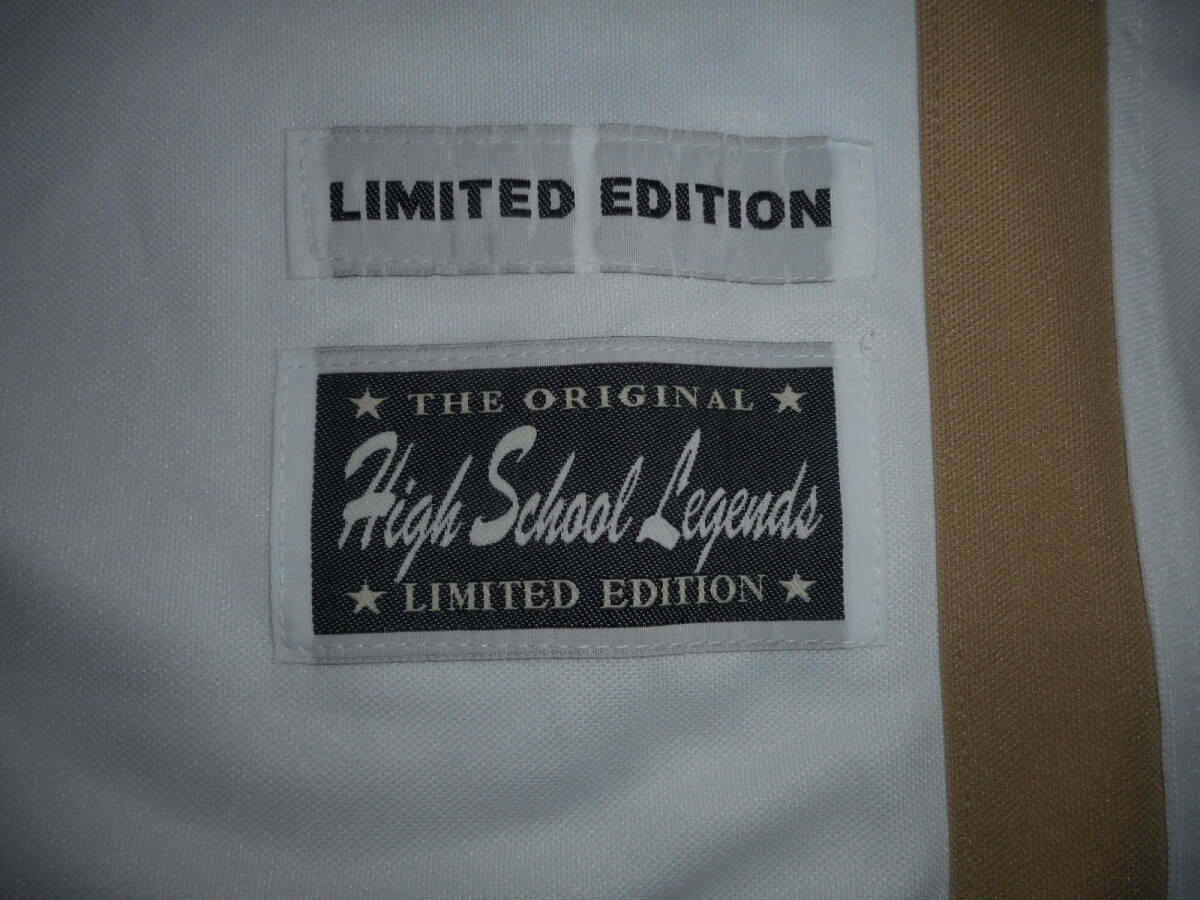 LIMITED EDITION
THE ORIGINAL
High School Legends
LIMITED EDITION